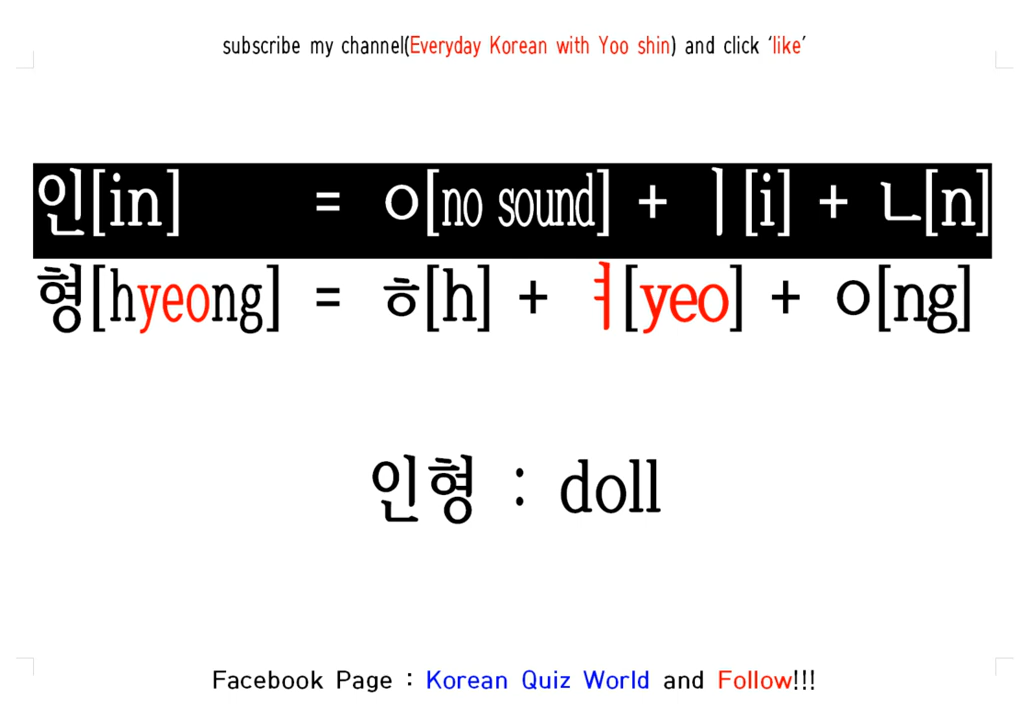 subscribe my channel(Everyday Korean with Yoo shin) and click ‘like’
인[in] = ㅇ[no sound] + ㅣ[i] + ㄴ[n]
형[hyeong] = ㅎ[h] + ㅕ[yeo] + ㅇ[ng]
인형 : doll
Facebook Page : Korean Quiz World and Follow!!!